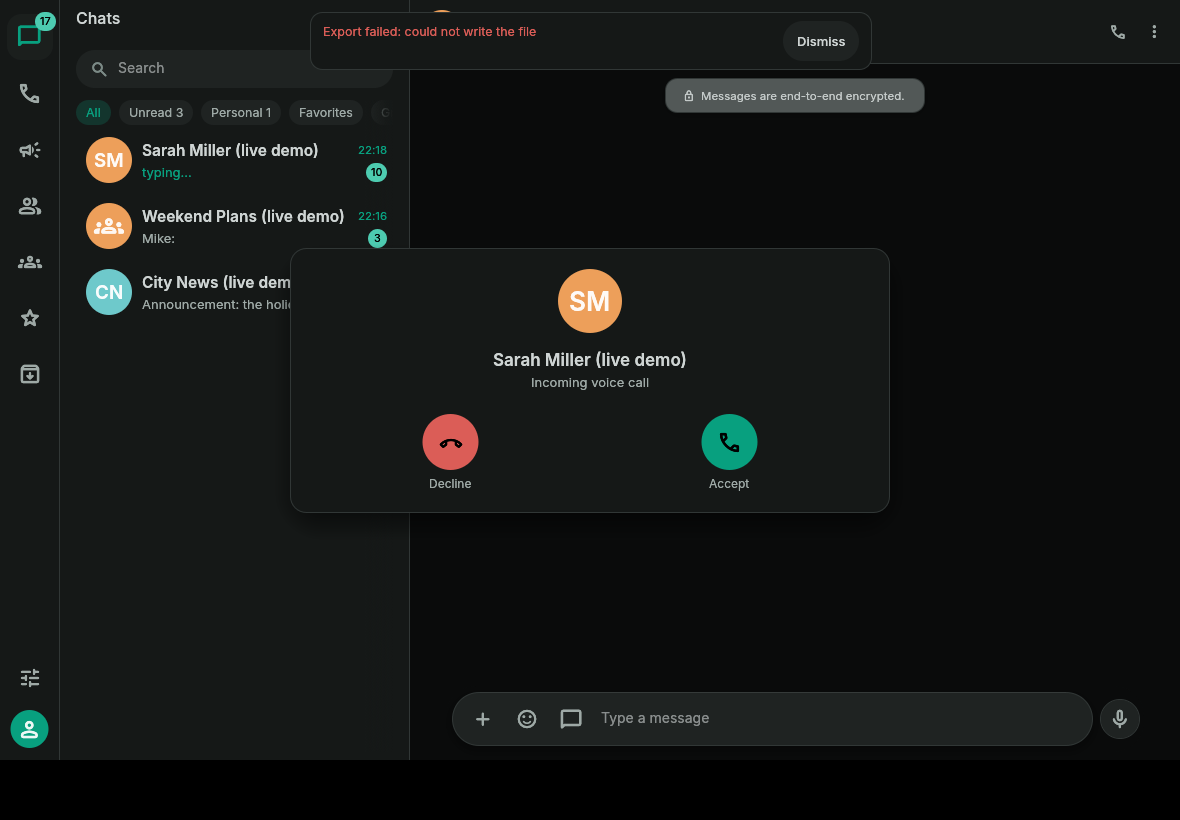 17
Chats
Export failed: could not write the file
Dismiss
Search
Messages are end-to-end encrypted.
All
Unread 3
Personal 1
Favorites
G
SM
Sarah Miller (live demo)
22:18
typing...
10
Weekend Plans (live demo)
22:16
Mike:
3
CN
City News (live dem
Announcement: the holi
SM
Sarah Miller (live demo)
Incoming voice call
Decline
Accept
Type a message